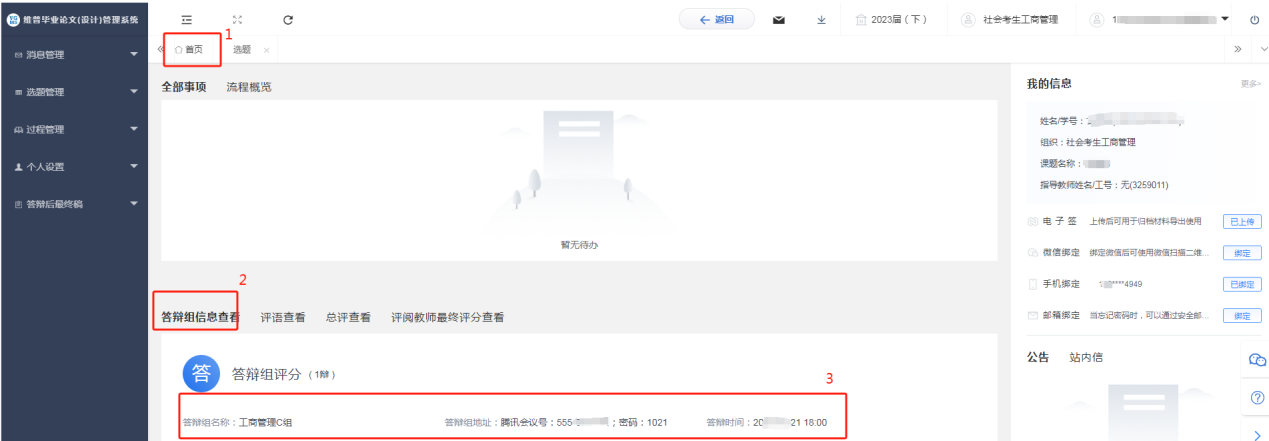 维普毕业论文(设计)管理系统
返回
2023届（下）
社会考生工商管理
1
1
首页
选题
消息管理
选题管理
过程管理
个人设置
答辩后最终稿
全部事项
流程概览
暂无待办
2
答辩组信息查看
评语查看
总评查看
评阅教师最终评分查看
答
答辩组评分（1辩）
3
答辩组名称：工商管理C组
答辩组地址：腾讯会议号：555-
；密码：1021
答辩时间：20
21 18:00
我的信息
更多>
姓名/学号：
组织：社会考生工商管理
课题名称：
指导教师姓名/工号：无(3259011)
电 子 签
上传后可用于归档材料导出使用
已上传
微信绑定
绑定微信后可使用微信扫描二维...
绑定
手机绑定
****4949
已绑定
邮箱绑定
当忘记密码时，可以通过安全邮...
绑定
公告
站内信